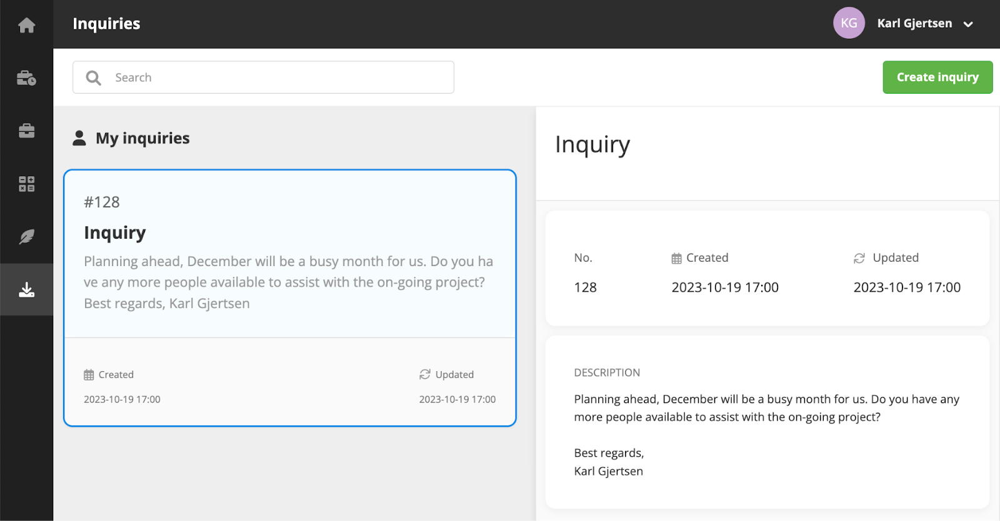 Inquiries
KG
Karl Gjertsen
Search
Create inquiry
My inquiries
#128
Inquiry
Planning ahead, December will be a busy month for us. Do you ha
ve any more people available to assist with the on-going project?
Best regards, Karl Gjertsen
Created
Updated
2023-10-19 17:00
2023-10-19 17:00
Inquiry
No.
Created
Updated
128
2023-10-19 17:00
2023-10-19 17:00
DESCRIPTION
Planning ahead, December will be a busy month for us. Do you have any
more people available to assist with the on-going project?
Best regards,
Karl Gjertsen